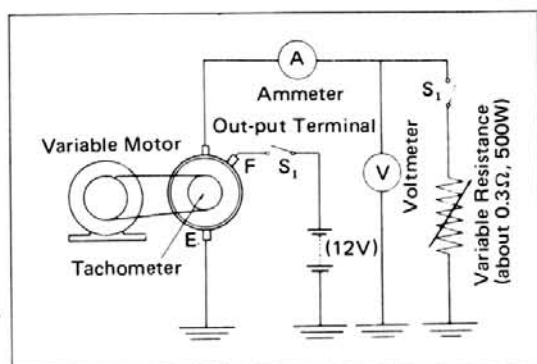 A
Ammeter
S₁
Out-put Terminal
Variable Motor
F
S₁
V
Voltmeter
Variable Resistance
(about 0.3Ω, 500W)
E
(12V)
Tachometer